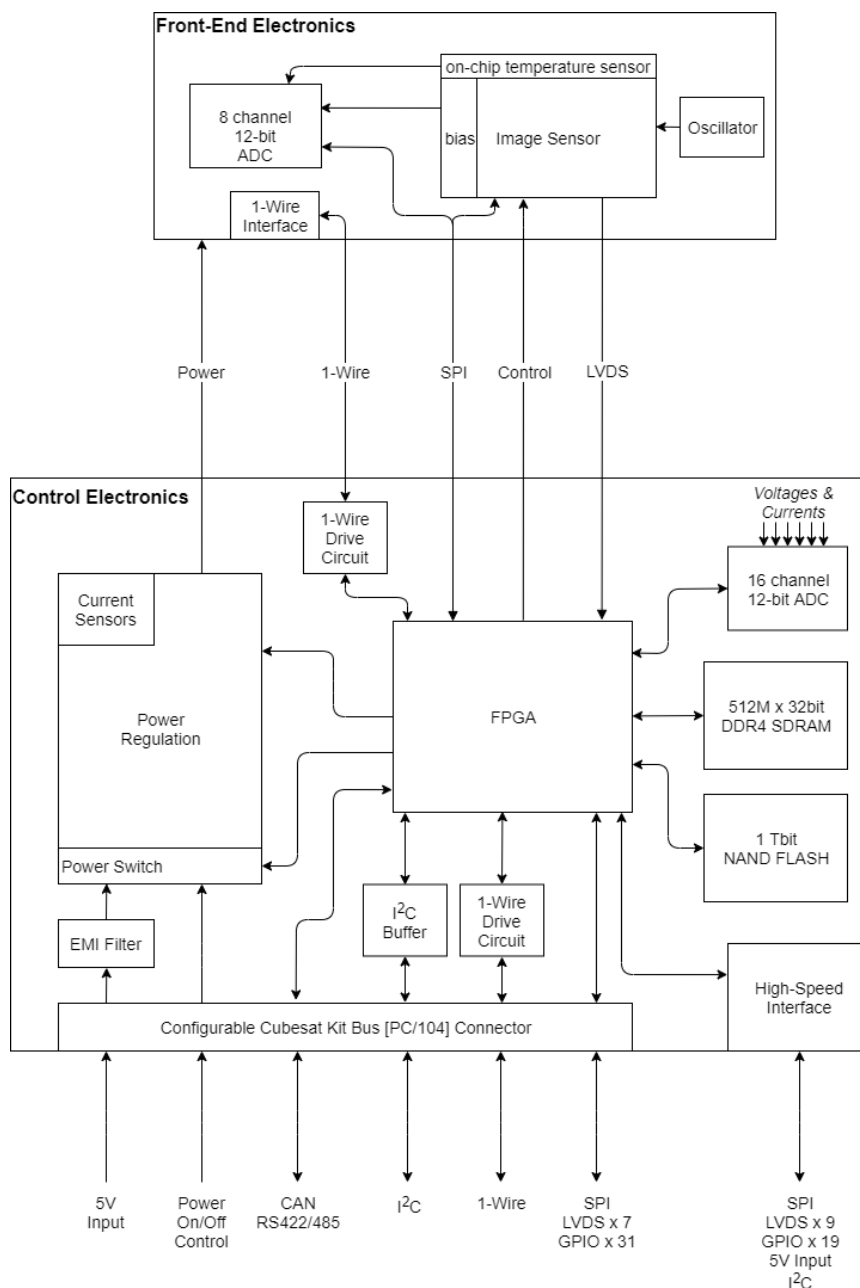 Front-End Electronics
on-chip temperature sensor
8 channel
12-bit
ADC
bias
Image Sensor
Oscillator
1-Wire
Interface
Power
1-Wire
SPI
Control
LVDS
Control Electronics
Voltages &
Currents
1-Wire
Drive
Circuit
16 channel
12-bit ADC
Current
Sensors
Power
Regulation
FPGA
512M x 32bit
DDR4 SDRAM
1 Tbit
NAND FLASH
Power Switch
EMI Filter
I²C
Buffer
1-Wire
Drive
Circuit
High-Speed
Interface
Configurable Cubesat Kit Bus [PC/104] Connector
5V
Input
Power
On/Off
Control
CAN
RS422/485
I²C
1-Wire
SPI
LVDS x 7
GPIO x 31
SPI
LVDS x 9
GPIO x 19
5V Input
I²C